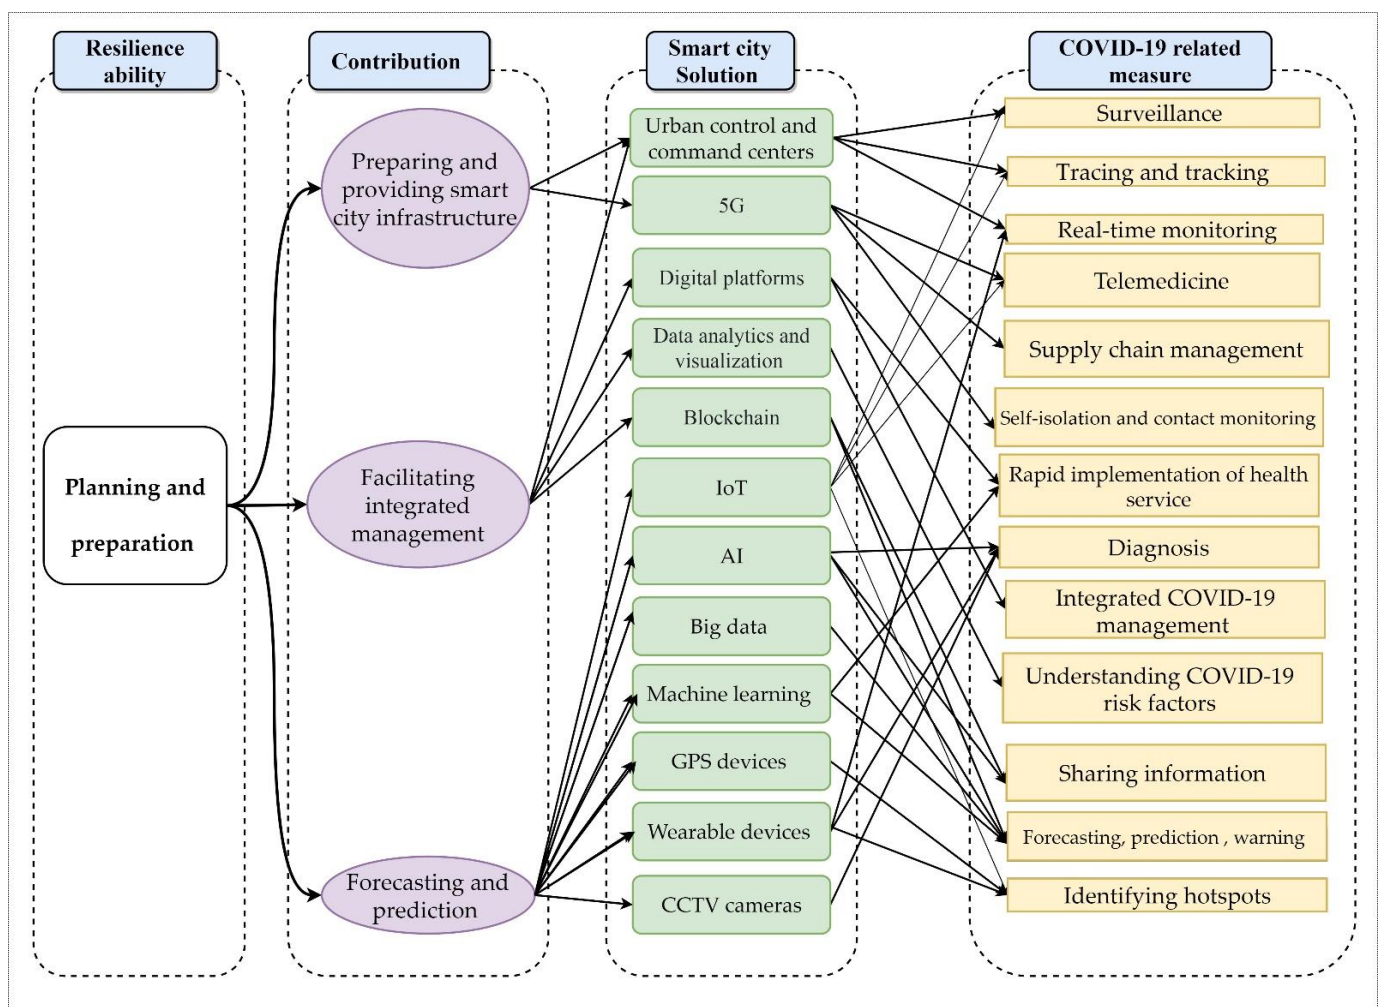 Resilience
ability
Contribution
Smart city
Solution
COVID-19 related
measure
Planning and
preparation
Preparing and
providing smart
city infrastructure
Facilitating
integrated
management
Forecasting and
prediction
Urban control and
command centers
5G
Digital platforms
Data analytics and
visualization
Blockchain
IoT
AI
Big data
Machine learning
GPS devices
Wearable devices
CCTV cameras
Surveillance
Tracing and tracking
Real-time monitoring
Telemedicine
Supply chain management
Self-isolation and contact monitoring
Rapid implementation of health
service
Diagnosis
Integrated COVID-19
management
Understanding COVID-19
risk factors
Sharing information
Forecasting, prediction , warning
Identifying hotspots